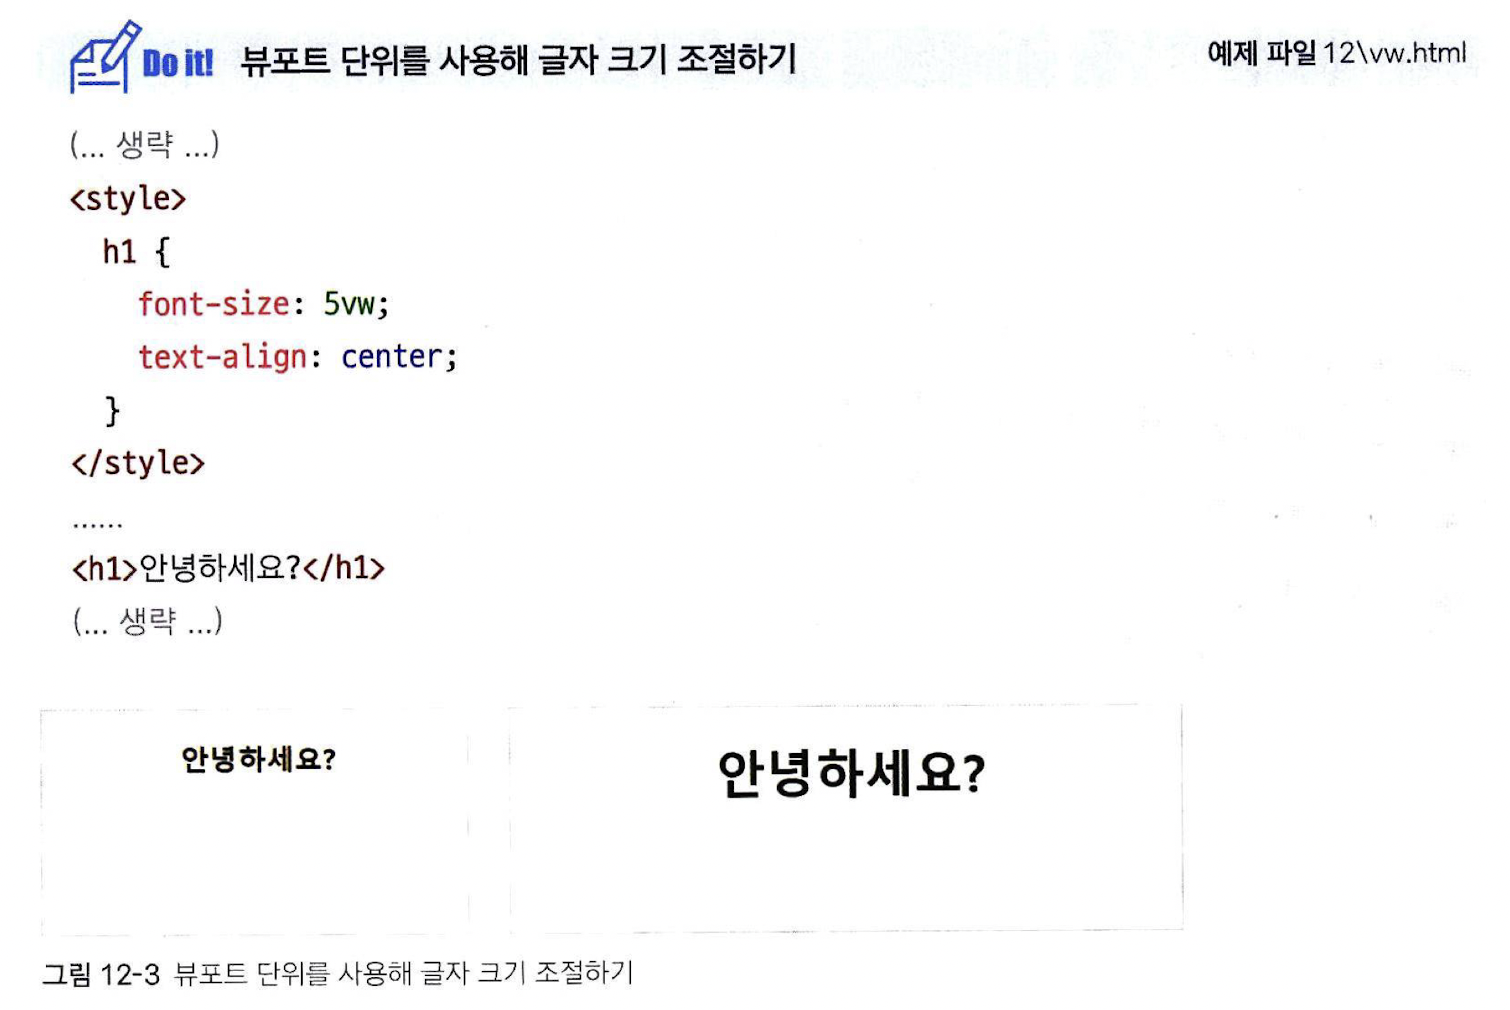 Do it! 뷰포트 단위를 사용해 글자 크기 조절하기
예제 파일 12\vw.html
(... 생략 ...)
<style>
h1 {
font-size: 5vw;
text-align: center;
}
</style>
......
<h1>안녕하세요?</h1>
(... 생략 ...)
안녕하세요?
안녕하세요?
그림 12-3 뷰포트 단위를 사용해 글자 크기 조절하기